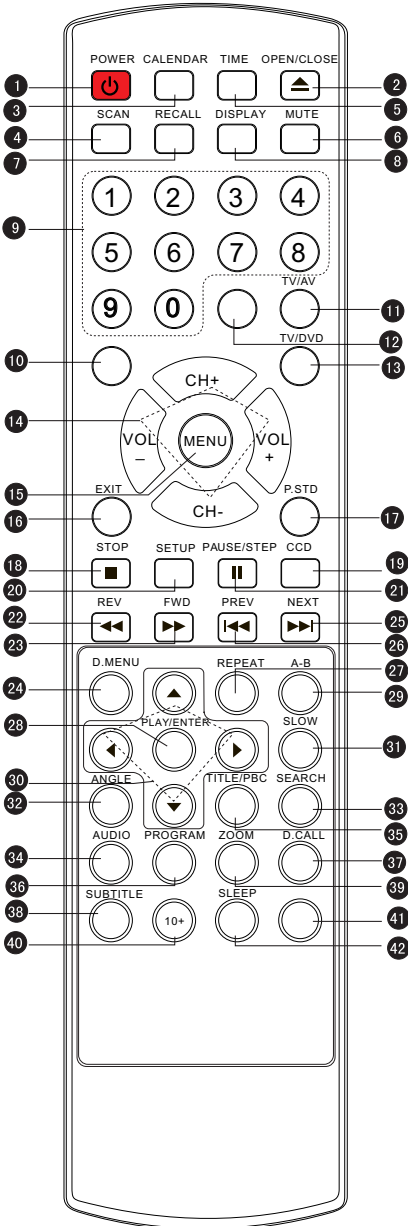 POWER CALENDAR TIME OPEN/CLOSE
1 2
3 5
SCAN RECALL DISPLAY MUTE
4 6
7 8
1 2 3 4
9
5 6 7 8
TV/AV
9 0
11
12
TV/DVD
10 13
CH+
14
VOL – MENU VOL +
15
EXIT P.STD
CH-
16 17
STOP SETUP PAUSE/STEP CCD
18 19
20 21
REV FWD PREV NEXT
22 25
23 26
D.MENU REPEAT A-B
24 27
29
28 PLAY/ENTER SLOW
31
30
ANGLE TITLE/PBC SEARCH
32 33
35
AUDIO PROGRAM ZOOM D.CALL
34 37
36 39
SUBTITLE SLEEP
38 10+ 41
40 42